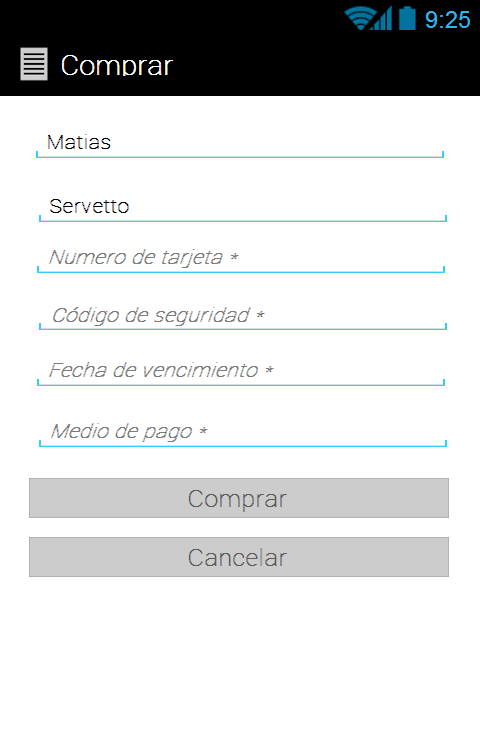 9:25
Comprar
Matias
Servetto
Numero de tarjeta *
Código de seguridad *
Fecha de vencimiento *
Medio de pago *
Comprar
Cancelar